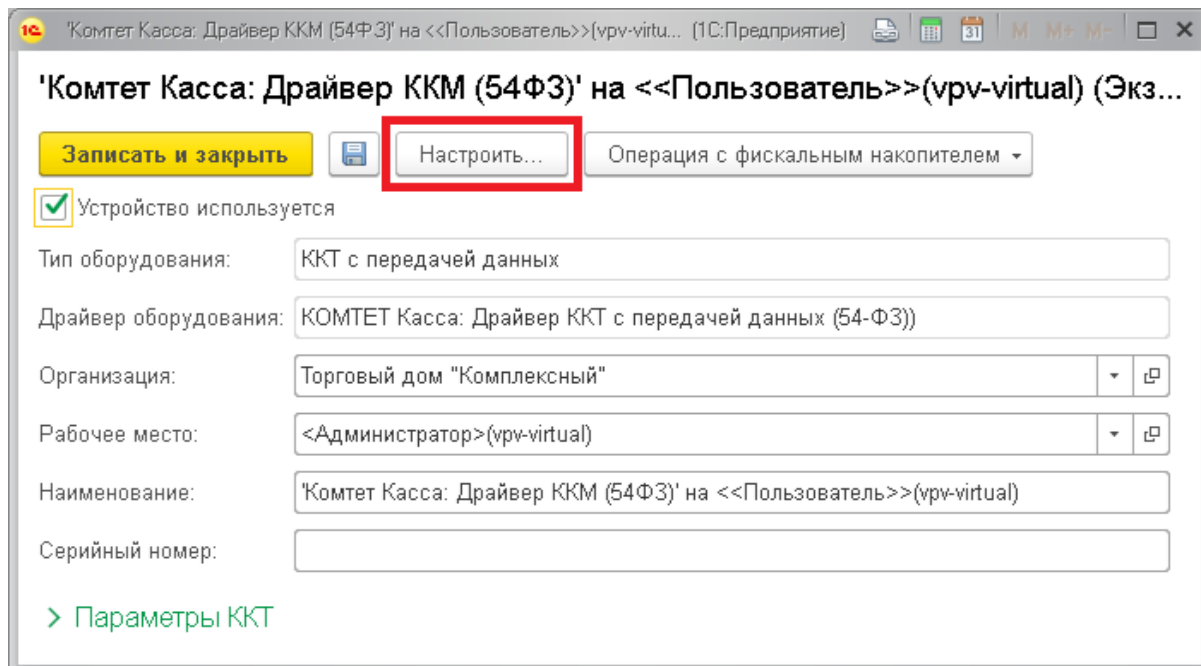 1С 'Комтет Касса: Драйвер ККМ (54ФЗ)' на <<Пользователь>>(vpv-virtu... (1С:Предприятие) 31 M M+ M-
'Комтет Касса: Драйвер ККМ (54ФЗ)' на <<Пользователь>>(vpv-virtual) (Экз...
Записать и закрыть Настроить... Операция с фискальным накопителем
Устройство используется
Тип оборудования: ККТ с передачей данных
Драйвер оборудования: КОМТЕТ Касса: Драйвер ККТ с передачей данных (54-ФЗ))
Организация: Торговый дом "Комплексный"
Рабочее место: <Администратор>(vpv-virtual)
Наименование: 'Комтет Касса: Драйвер ККМ (54ФЗ)' на <<Пользователь>>(vpv-virtual)
Серийный номер:
Параметры ККТ